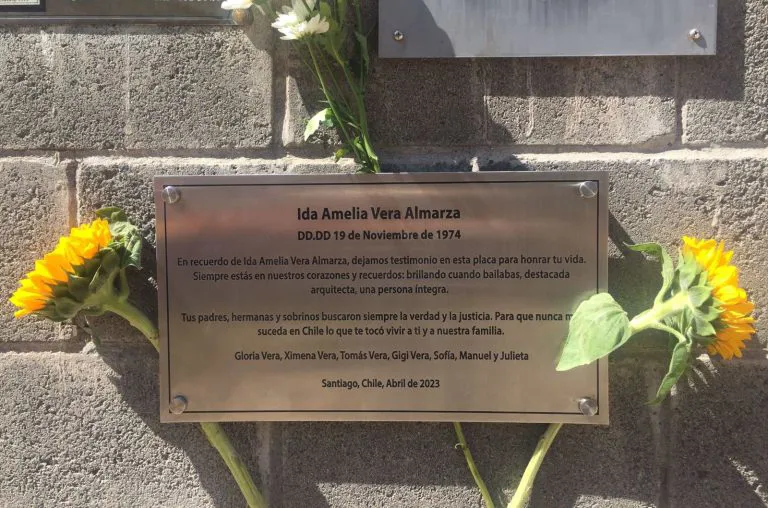 Ida Amelia Vera Almarza
DD.DD 19 de Noviembre de 1974
En recuerdo de Ida Amelia Vera Almarza, dejamos testimonio en esta placa para honrar tu vida.
Siempre estás en nuestros corazones y recuerdos: brillando cuando bailabas, destacada
arquitecta, una persona íntegra.
Tus padres, hermanas y sobrinos buscaron siempre la verdad y la justicia. Para que nunca
suceda en Chile lo que te tocó vivir a ti y a nuestra familia.
Gloria Vera, Ximena Vera, Tomás Vera, Gigi Vera, Sofía, Manuel y Julieta
Santiago, Chile, Abril de 2023